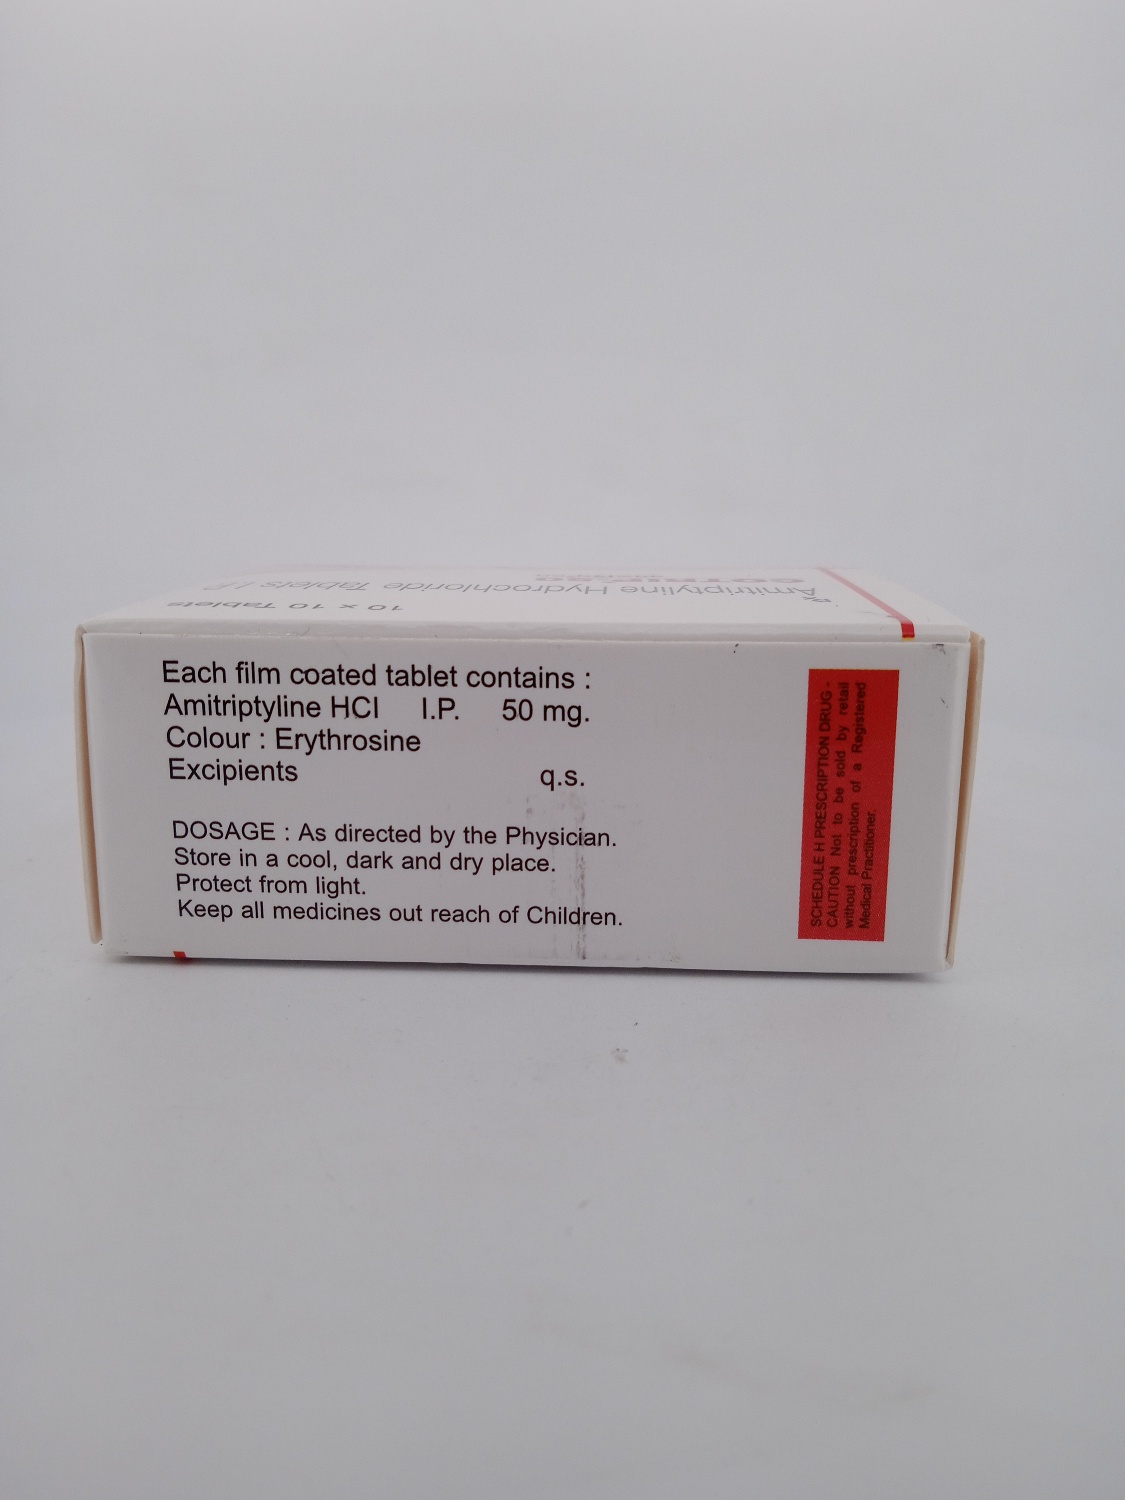 10 x 10 Tablets
Rx
Amitriptyline Hydrochloride Tablets I.P.
Each film coated tablet contains :
Amitriptyline HCl I.P. 50 mg.
Colour : Erythrosine
Excipients q.s.
DOSAGE : As directed by the Physician.
Store in a cool, dark and dry place.
Protect from light.
Keep all medicines out reach of Children.
SCHEDULE H PRESCRIPTION DRUG -
CAUTION Not to be sold by retail
without prescription of a Registered
Medical Practitioner.